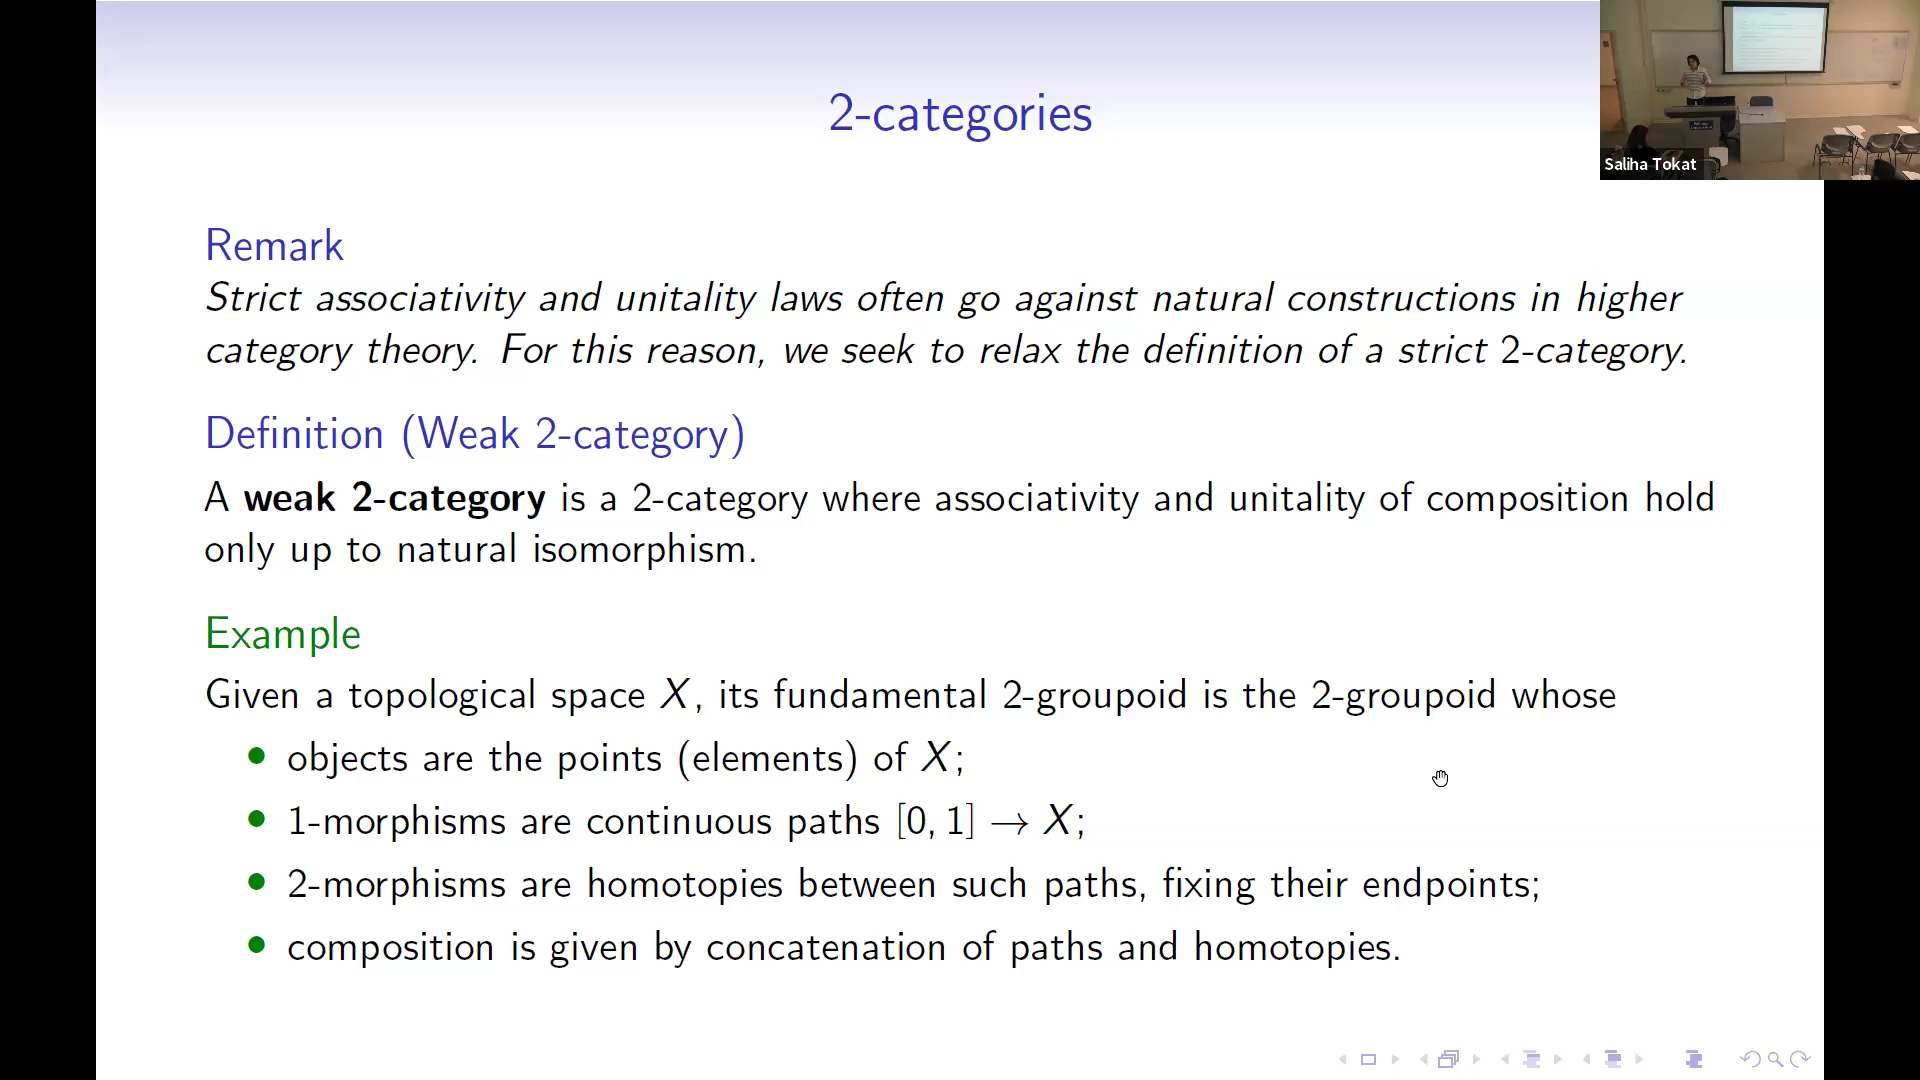 2-categories
Saliha Tokat
Remark
Strict associativity and unitality laws often go against natural constructions in higher
category theory. For this reason, we seek to relax the definition of a strict 2-category.
Definition (Weak 2-category)
A weak 2-category is a 2-category where associativity and unitality of composition hold
only up to natural isomorphism.
Example
Given a topological space X, its fundamental 2-groupoid is the 2-groupoid whose
• objects are the points (elements) of X;
• 1-morphisms are continuous paths [0, 1] → X;
• 2-morphisms are homotopies between such paths, fixing their endpoints;
• composition is given by concatenation of paths and homotopies.